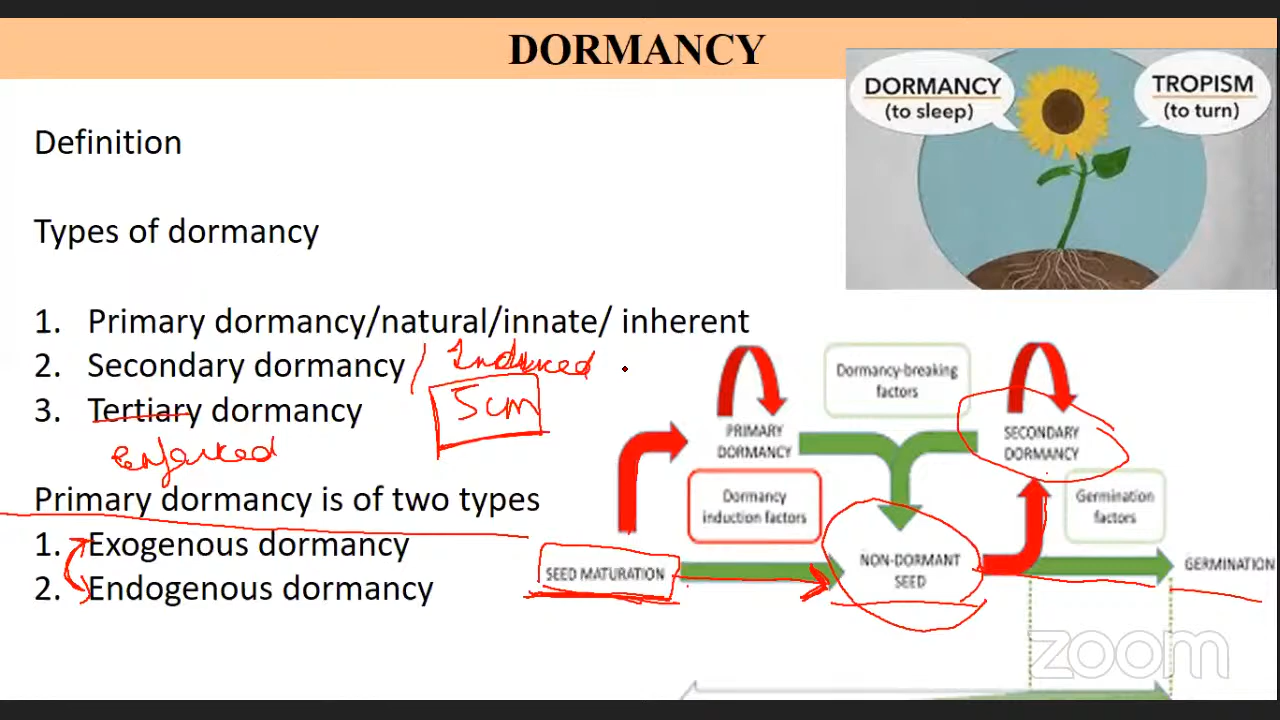 DORMANCY
DORMANCY
(to sleep)
TROPISM
(to turn)
Definition
Types of dormancy
1. Primary dormancy/natural/innate/ inherent
2. Secondary dormancy / Induced
3. Tertiary dormancy
5cm
enforced
Primary dormancy is of two types
1. Exogenous dormancy
2. Endogenous dormancy
Dormancy-breaking
factors
PRIMARY
DORMANCY
SECONDARY
DORMANCY
Dormancy
induction factors
Germination
factors
SEED MATURATION
NON-DORMANT
SEED
GERMINATION
zoom